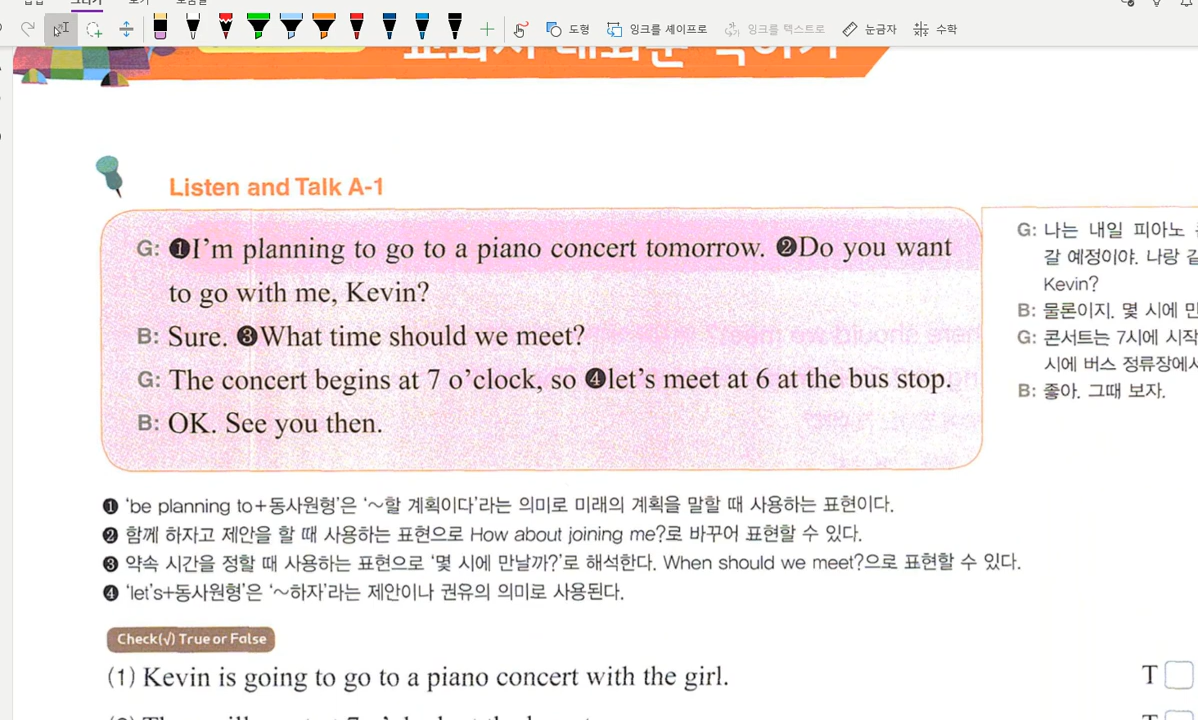 도형 잉크를 셰이프로 잉크를 텍스트로 눈금자 수학
Listen and Talk A-1
G: ❶I'm planning to go to a piano concert tomorrow. ❷Do you want
to go with me, Kevin?
B: Sure. ❸What time should we meet?
G: The concert begins at 7 o'clock, so ❹let's meet at 6 at the bus stop.
B: OK. See you then.
G: 나는 내일 피아노
갈 예정이야. 나랑
Kevin?
B: 물론이지. 몇 시에
G: 콘서트는 7시에 시작
시에 버스 정류장에서
B: 좋아. 그때 보자.
❶ 'be planning to+동사원형'은 '~할 계획이다'라는 의미로 미래의 계획을 말할 때 사용하는 표현이다.
❷ 함께 하자고 제안을 할 때 사용하는 표현으로 How about joining me?로 바꾸어 표현할 수 있다.
❸ 약속 시간을 정할 때 사용하는 표현으로 '몇 시에 만날까?'로 해석한다. When should we meet?으로 표현할 수 있다.
❹ 'let's+동사원형'은 '~하자'라는 제안이나 권유의 의미로 사용된다.
Check(√) True or False
(1) Kevin is going to go to a piano concert with the girl.
T